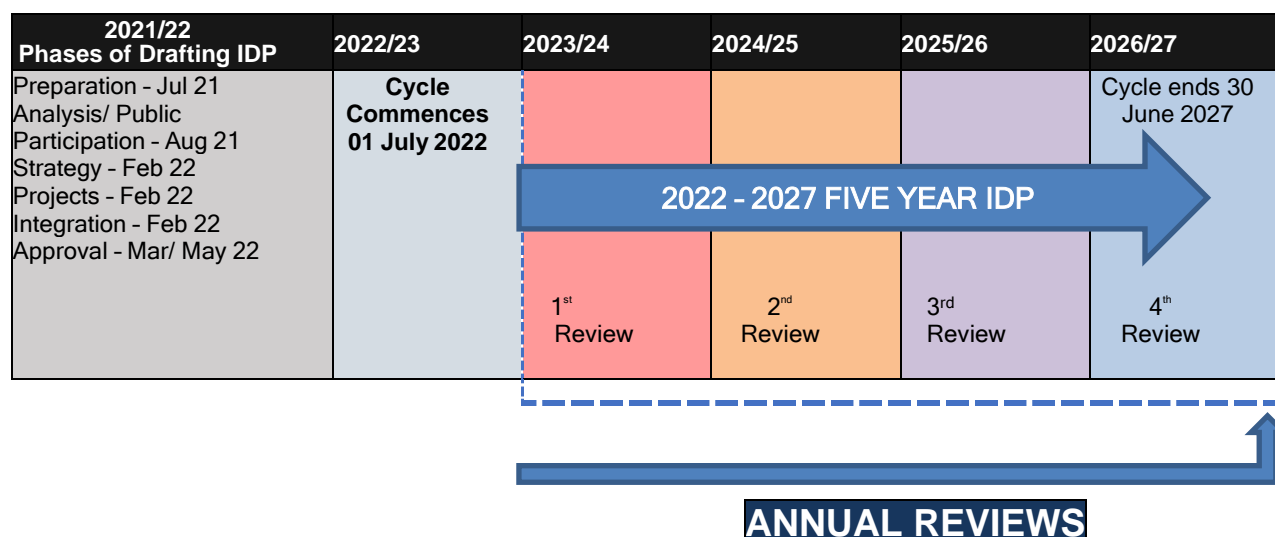 2021/22
Phases of Drafting IDP
2022/23
2023/24
2024/25
2025/26
2026/27
Preparation – Jul 21
Analysis/ Public
Participation – Aug 21
Strategy – Feb 22
Projects – Feb 22
Integration – Feb 22
Approval – Mar/ May 22
Cycle
Commences
01 July 2022
Cycle ends 30
June 2027
2022 – 2027 FIVE YEAR IDP
1st
Review
2nd
Review
3rd
Review
4th
Review
ANNUAL REVIEWS